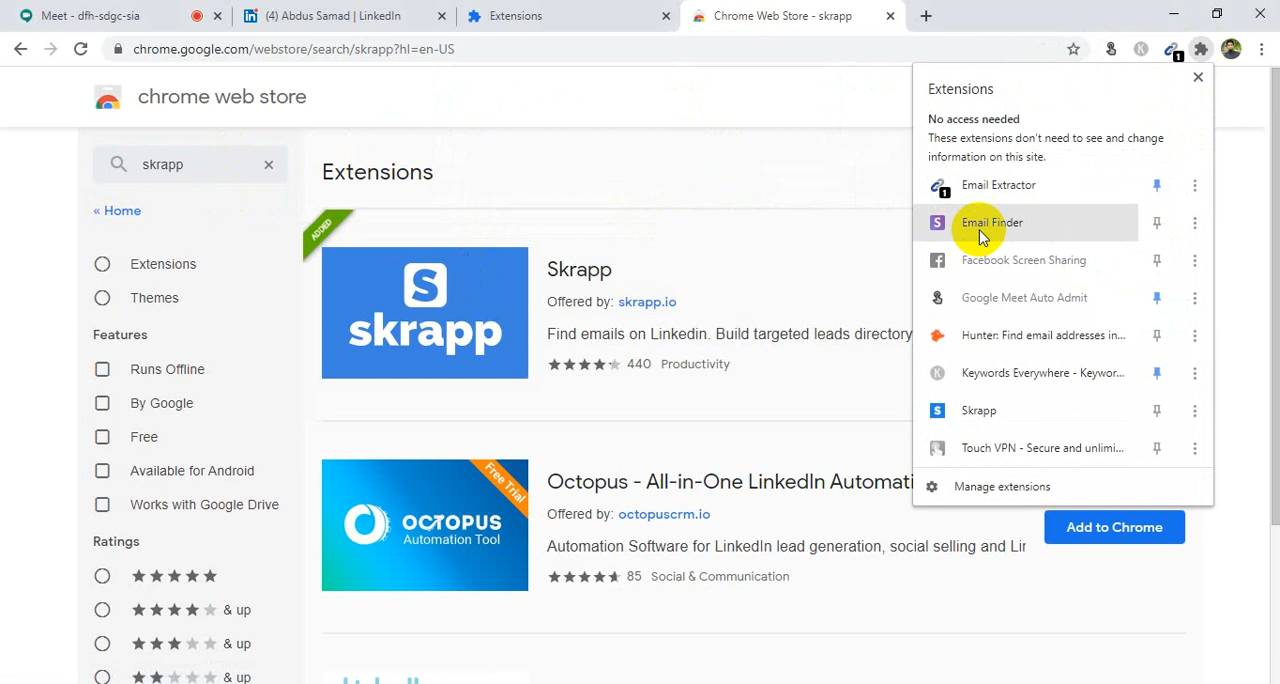 Meet - dfh-sdgc-sia
(4) Abdus Samad | LinkedIn
Extensions
Chrome Web Store - skrapp
chrome.google.com/webstore/search/skrapp?hl=en-US
K
1
chrome web store
skrapp
« Home
Extensions
Themes
Features
Runs Offline
By Google
Free
Available for Android
Works with Google Drive
Ratings
& up
& up
& up
Extensions
ADDED
S
skrapp
Skrapp
Offered by: skrapp.io
Find emails on Linkedin. Build targeted leads directory
440 Productivity
Free Trial
OCTOPUS
Automation Tool
Octopus - All-in-One LinkedIn Automati
Offered by: octopuscrm.io
Automation Software for LinkedIn lead generation, social selling and Lin
85 Social & Communication
Add to Chrome
Extensions
No access needed
These extensions don't need to see and change
information on this site.
1
Email Extractor
S
Email Finder
Facebook Screen Sharing
Google Meet Auto Admit
Hunter: Find email addresses in...
K
Keywords Everywhere - Keywor...
S
Skrapp
Touch VPN - Secure and unlimi...
Manage extensions